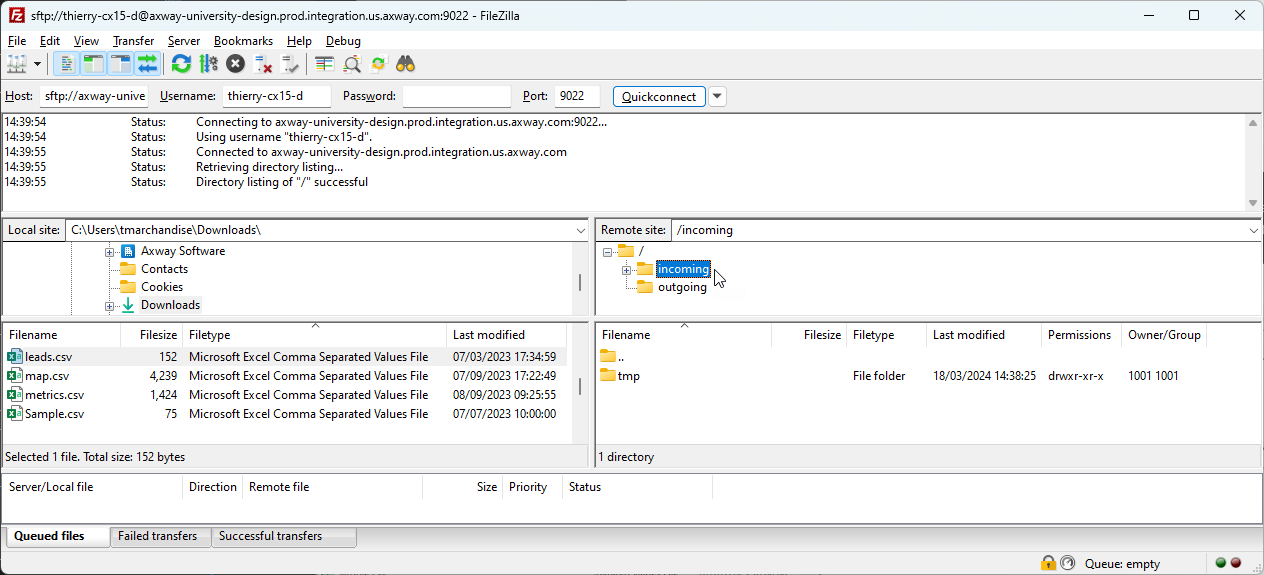 sftp://thierry-cx15-d@axway-university-design.prod.integration.us.axway.com:9022 - FileZilla
File Edit View Transfer Server Bookmarks Help Debug
Host: sftp://axway-unive Username: thierry-cx15-d Password: Port: 9022 Quickconnect
14:39:54 Status: Connecting to axway-university-design.prod.integration.us.axway.com:9022...
14:39:54 Status: Using username "thierry-cx15-d".
14:39:55 Status: Connected to axway-university-design.prod.integration.us.axway.com
14:39:55 Status: Retrieving directory listing...
14:39:55 Status: Directory listing of "/" successful
Local site: C:\Users\tmarchandise\Downloads\
Axway Software
Contacts
Cookies
Downloads
Remote site: /incoming
/
incoming
outgoing
Filename Filesize Filetype Last modified
leads.csv 152 Microsoft Excel Comma Separated Values File 07/03/2023 17:34:59
map.csv 4,239 Microsoft Excel Comma Separated Values File 07/09/2023 17:22:49
metrics.csv 1,424 Microsoft Excel Comma Separated Values File 08/09/2023 09:25:55
Sample.csv 75 Microsoft Excel Comma Separated Values File 07/07/2023 10:00:00
Selected 1 file. Total size: 152 bytes
Filename Filesize Filetype Last modified Permissions Owner/Group
..
tmp File folder 18/03/2024 14:38:25 drwxr-xr-x 1001 1001
1 directory
Server/Local file Direction Remote file Size Priority Status
Queued files Failed transfers Successful transfers
Queue: empty